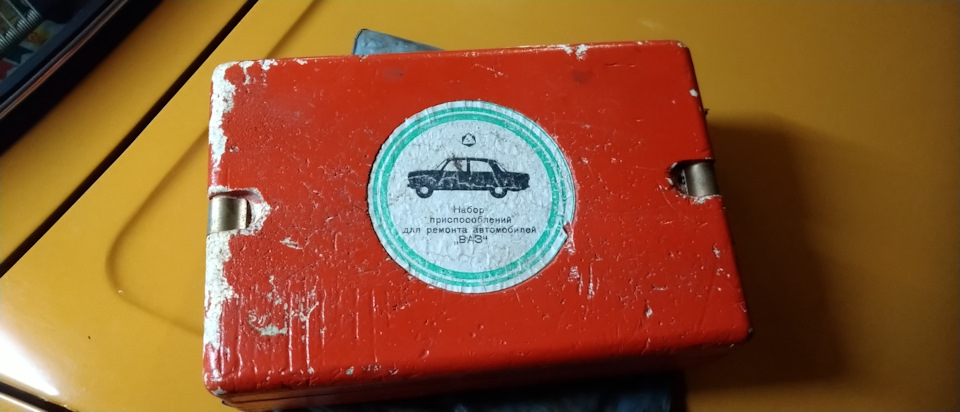 Набор
приспособлений
для ремонта автомобилей
„ВАЗ“